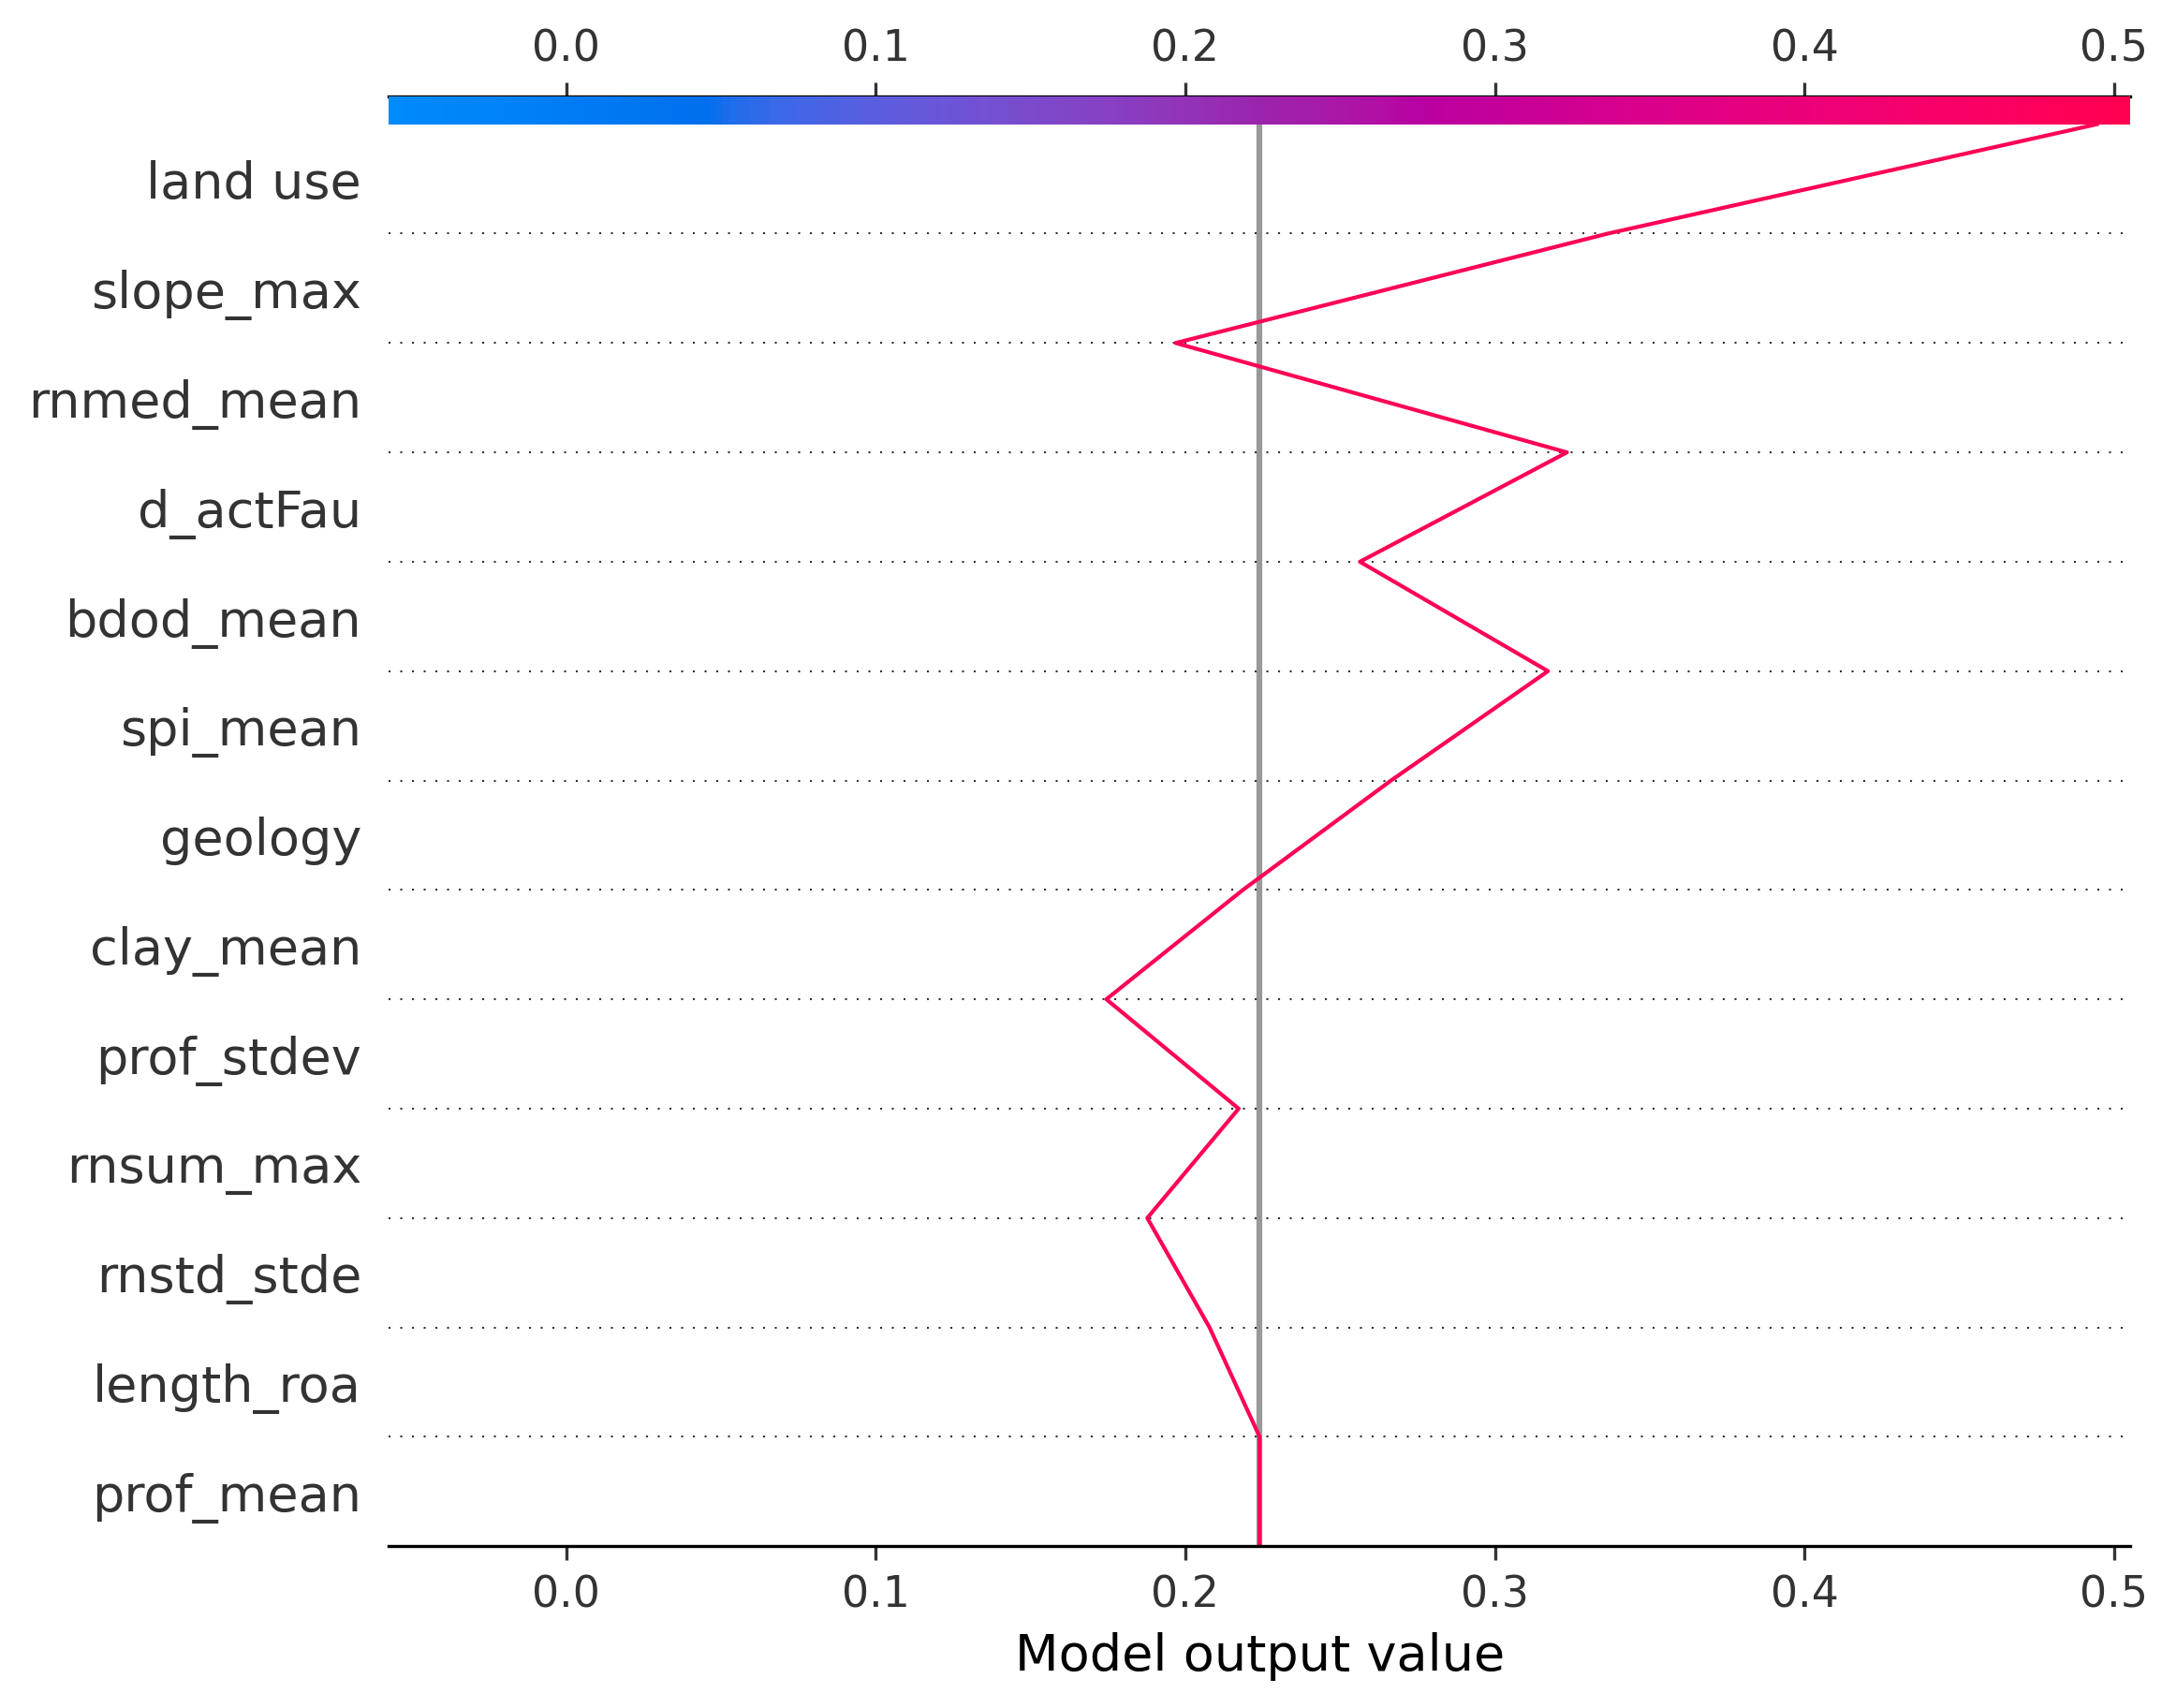 0.0 0.1 0.2 0.3 0.4 0.5
land use
slope_max
rnmed_mean
d_actFau
bdod_mean
spi_mean
geology
clay_mean
prof_stdev
rnsum_max
rnstd_stde
length_roa
prof_mean
0.0 0.1 0.2 0.3 0.4 0.5
Model output value